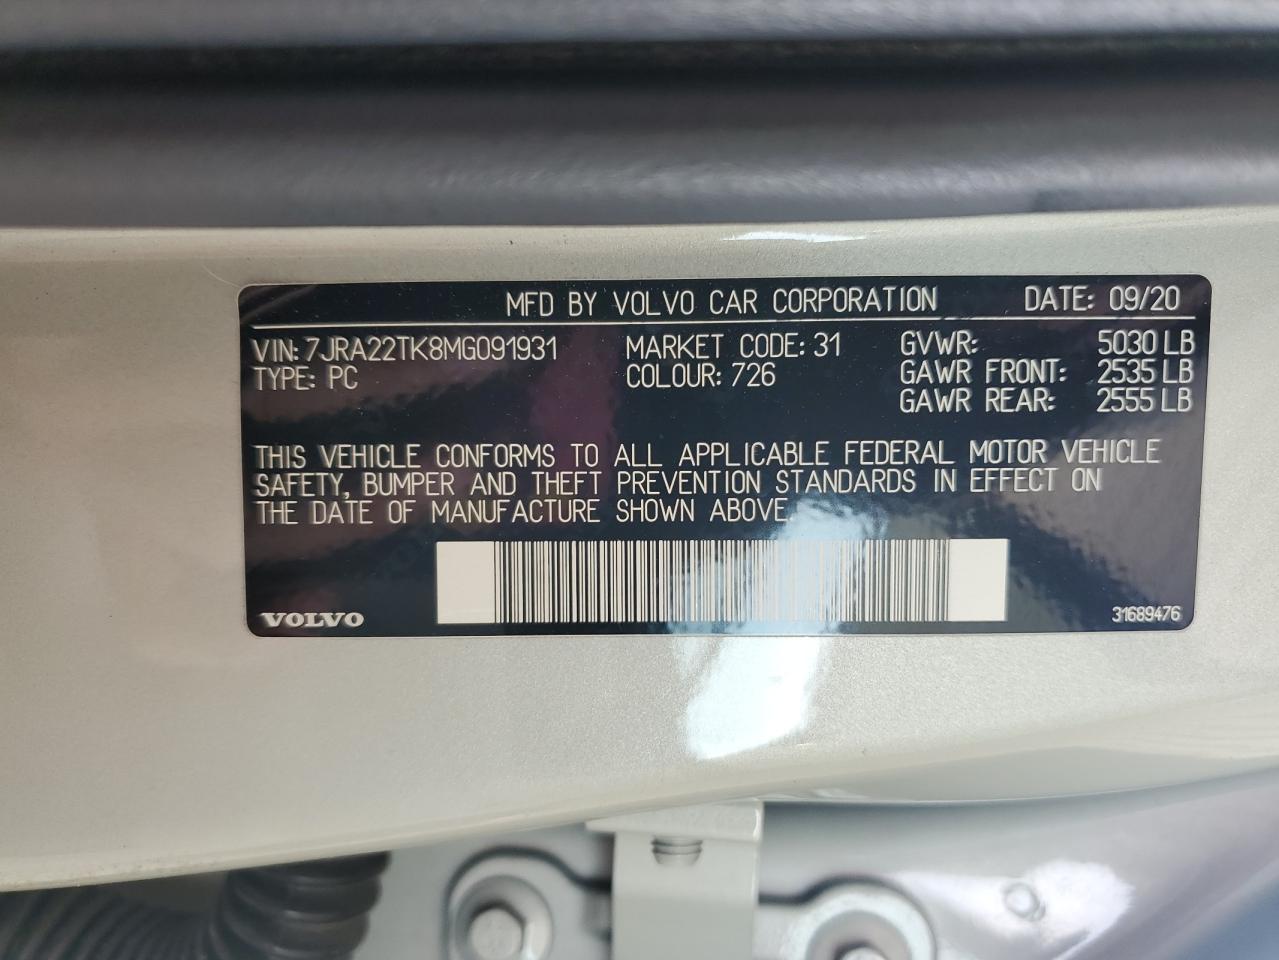 MFD BY VOLVO CAR CORPORATION DATE: 09/20
VIN: 7JRA22TK8MG091931 MARKET CODE: 31 GVWR: 5030 LB
TYPE: PC COLOUR: 726 GAWR FRONT: 2535 LB
GAWR REAR: 2555 LB
THIS VEHICLE CONFORMS TO ALL APPLICABLE FEDERAL MOTOR VEHICLE
SAFETY, BUMPER AND THEFT PREVENTION STANDARDS IN EFFECT ON
THE DATE OF MANUFACTURE SHOWN ABOVE.
VOLVO 31689476